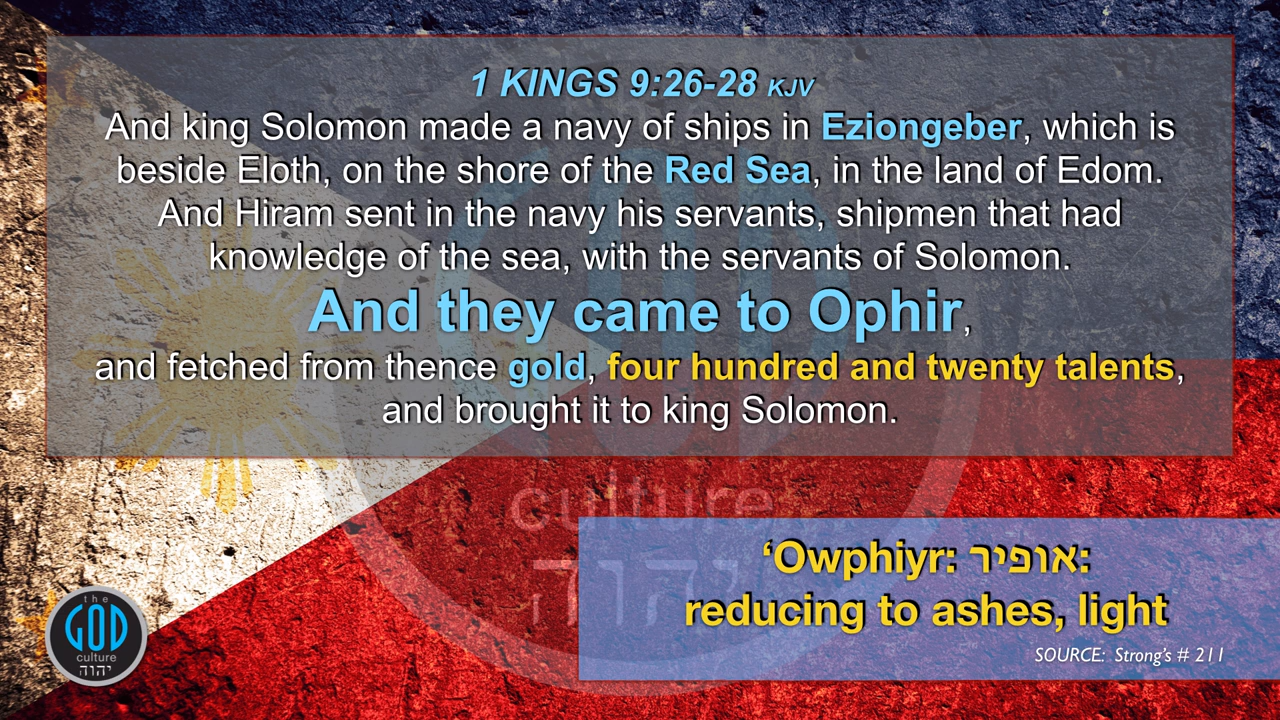 1 KINGS 9:26-28 KJV
And king Solomon made a navy of ships in Eziongeber, which is
beside Eloth, on the shore of the Red Sea, in the land of Edom.
And Hiram sent in the navy his servants, shipmen that had
knowledge of the sea, with the servants of Solomon.
And they came to Ophir,
and fetched from thence gold, four hundred and twenty talents,
and brought it to king Solomon.
culture
יהוה
‘Owphiyr: אופיר:
reducing to ashes, light
SOURCE: Strong's # 211
the
GOD
culture
יהוה